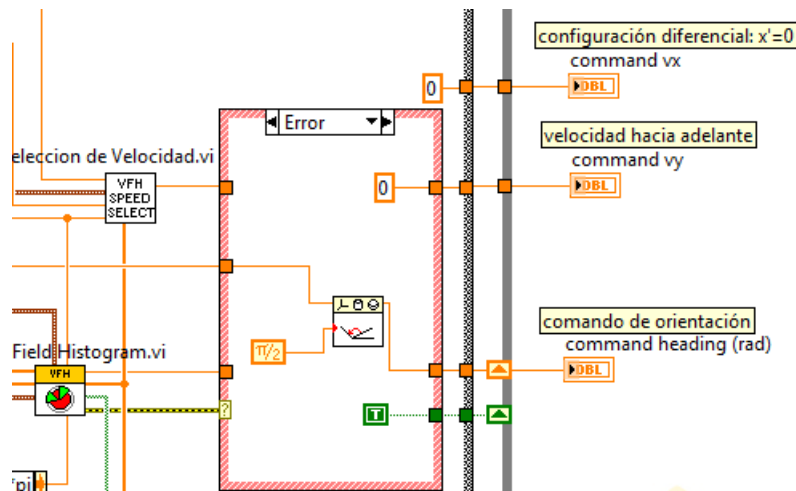 configuración diferencial: x'=0
command vx
DBL
0
Error
velocidad hacia adelante
command vy
DBL
eleccion de Velocidad.vi
VFH
SPEED
SELECT
0
π/2
comando de orientación
command heading (rad)
DBL
Field Histogram.vi
VFH
?
T
*pi